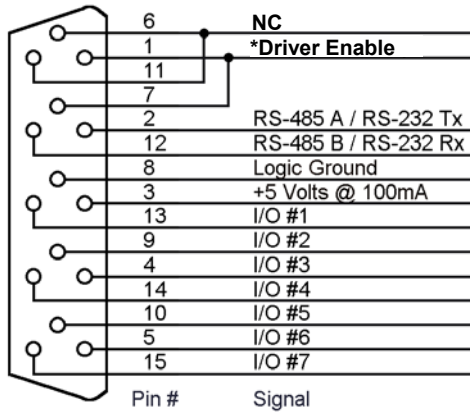 6 NC
1 *Driver Enable
11
7
2 RS-485 A / RS-232 Tx
12 RS-485 B / RS-232 Rx
8 Logic Ground
3 +5 Volts @ 100mA
13 I/O #1
9 I/O #2
4 I/O #3
14 I/O #4
10 I/O #5
5 I/O #6
15 I/O #7
Pin # Signal